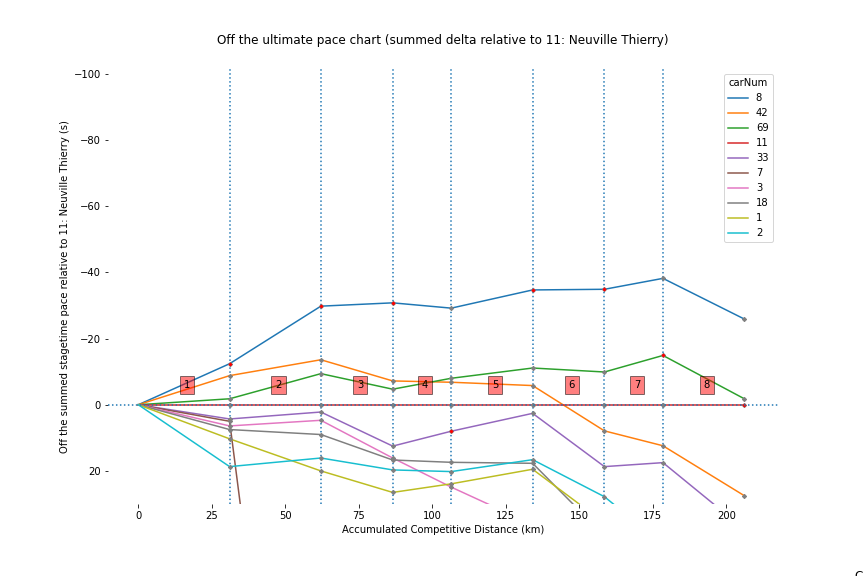 Off the ultimate pace chart (summed delta relative to 11: Neuville Thierry)
−100
−80
−60
−40
−20
0
20
Off the summed stagetime pace relative to 11: Neuville Thierry (s)
carNum
8
42
69
11
33
7
3
18
1
2
1 2 3 4 5 6 7 8
0 25 50 75 100 125 150 175 200
Accumulated Competitive Distance (km)